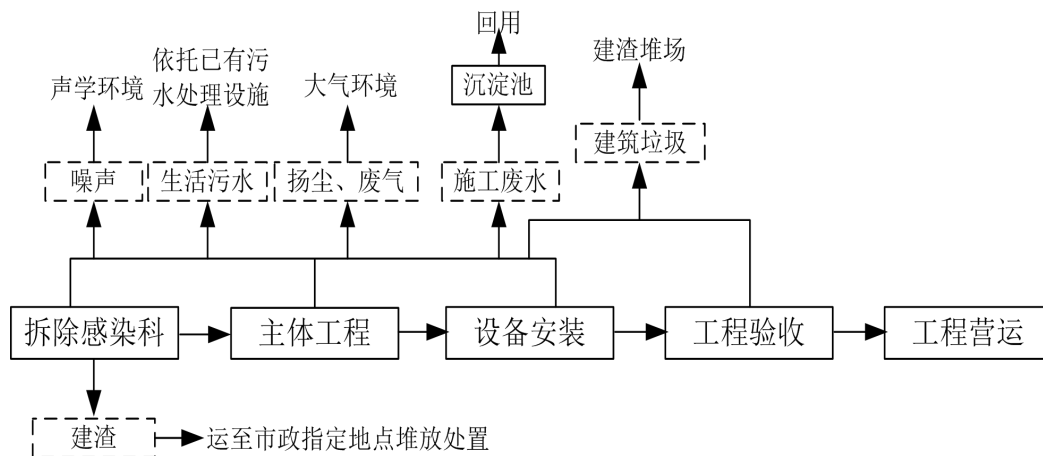 回用
依托已有污
水处理设施
建渣堆场
声学环境
大气环境
沉淀池
建筑垃圾
噪声
生活污水
扬尘、废气
施工废水
拆除感染科
主体工程
设备安装
工程验收
工程营运
建渣
运至市政指定地点堆放处置